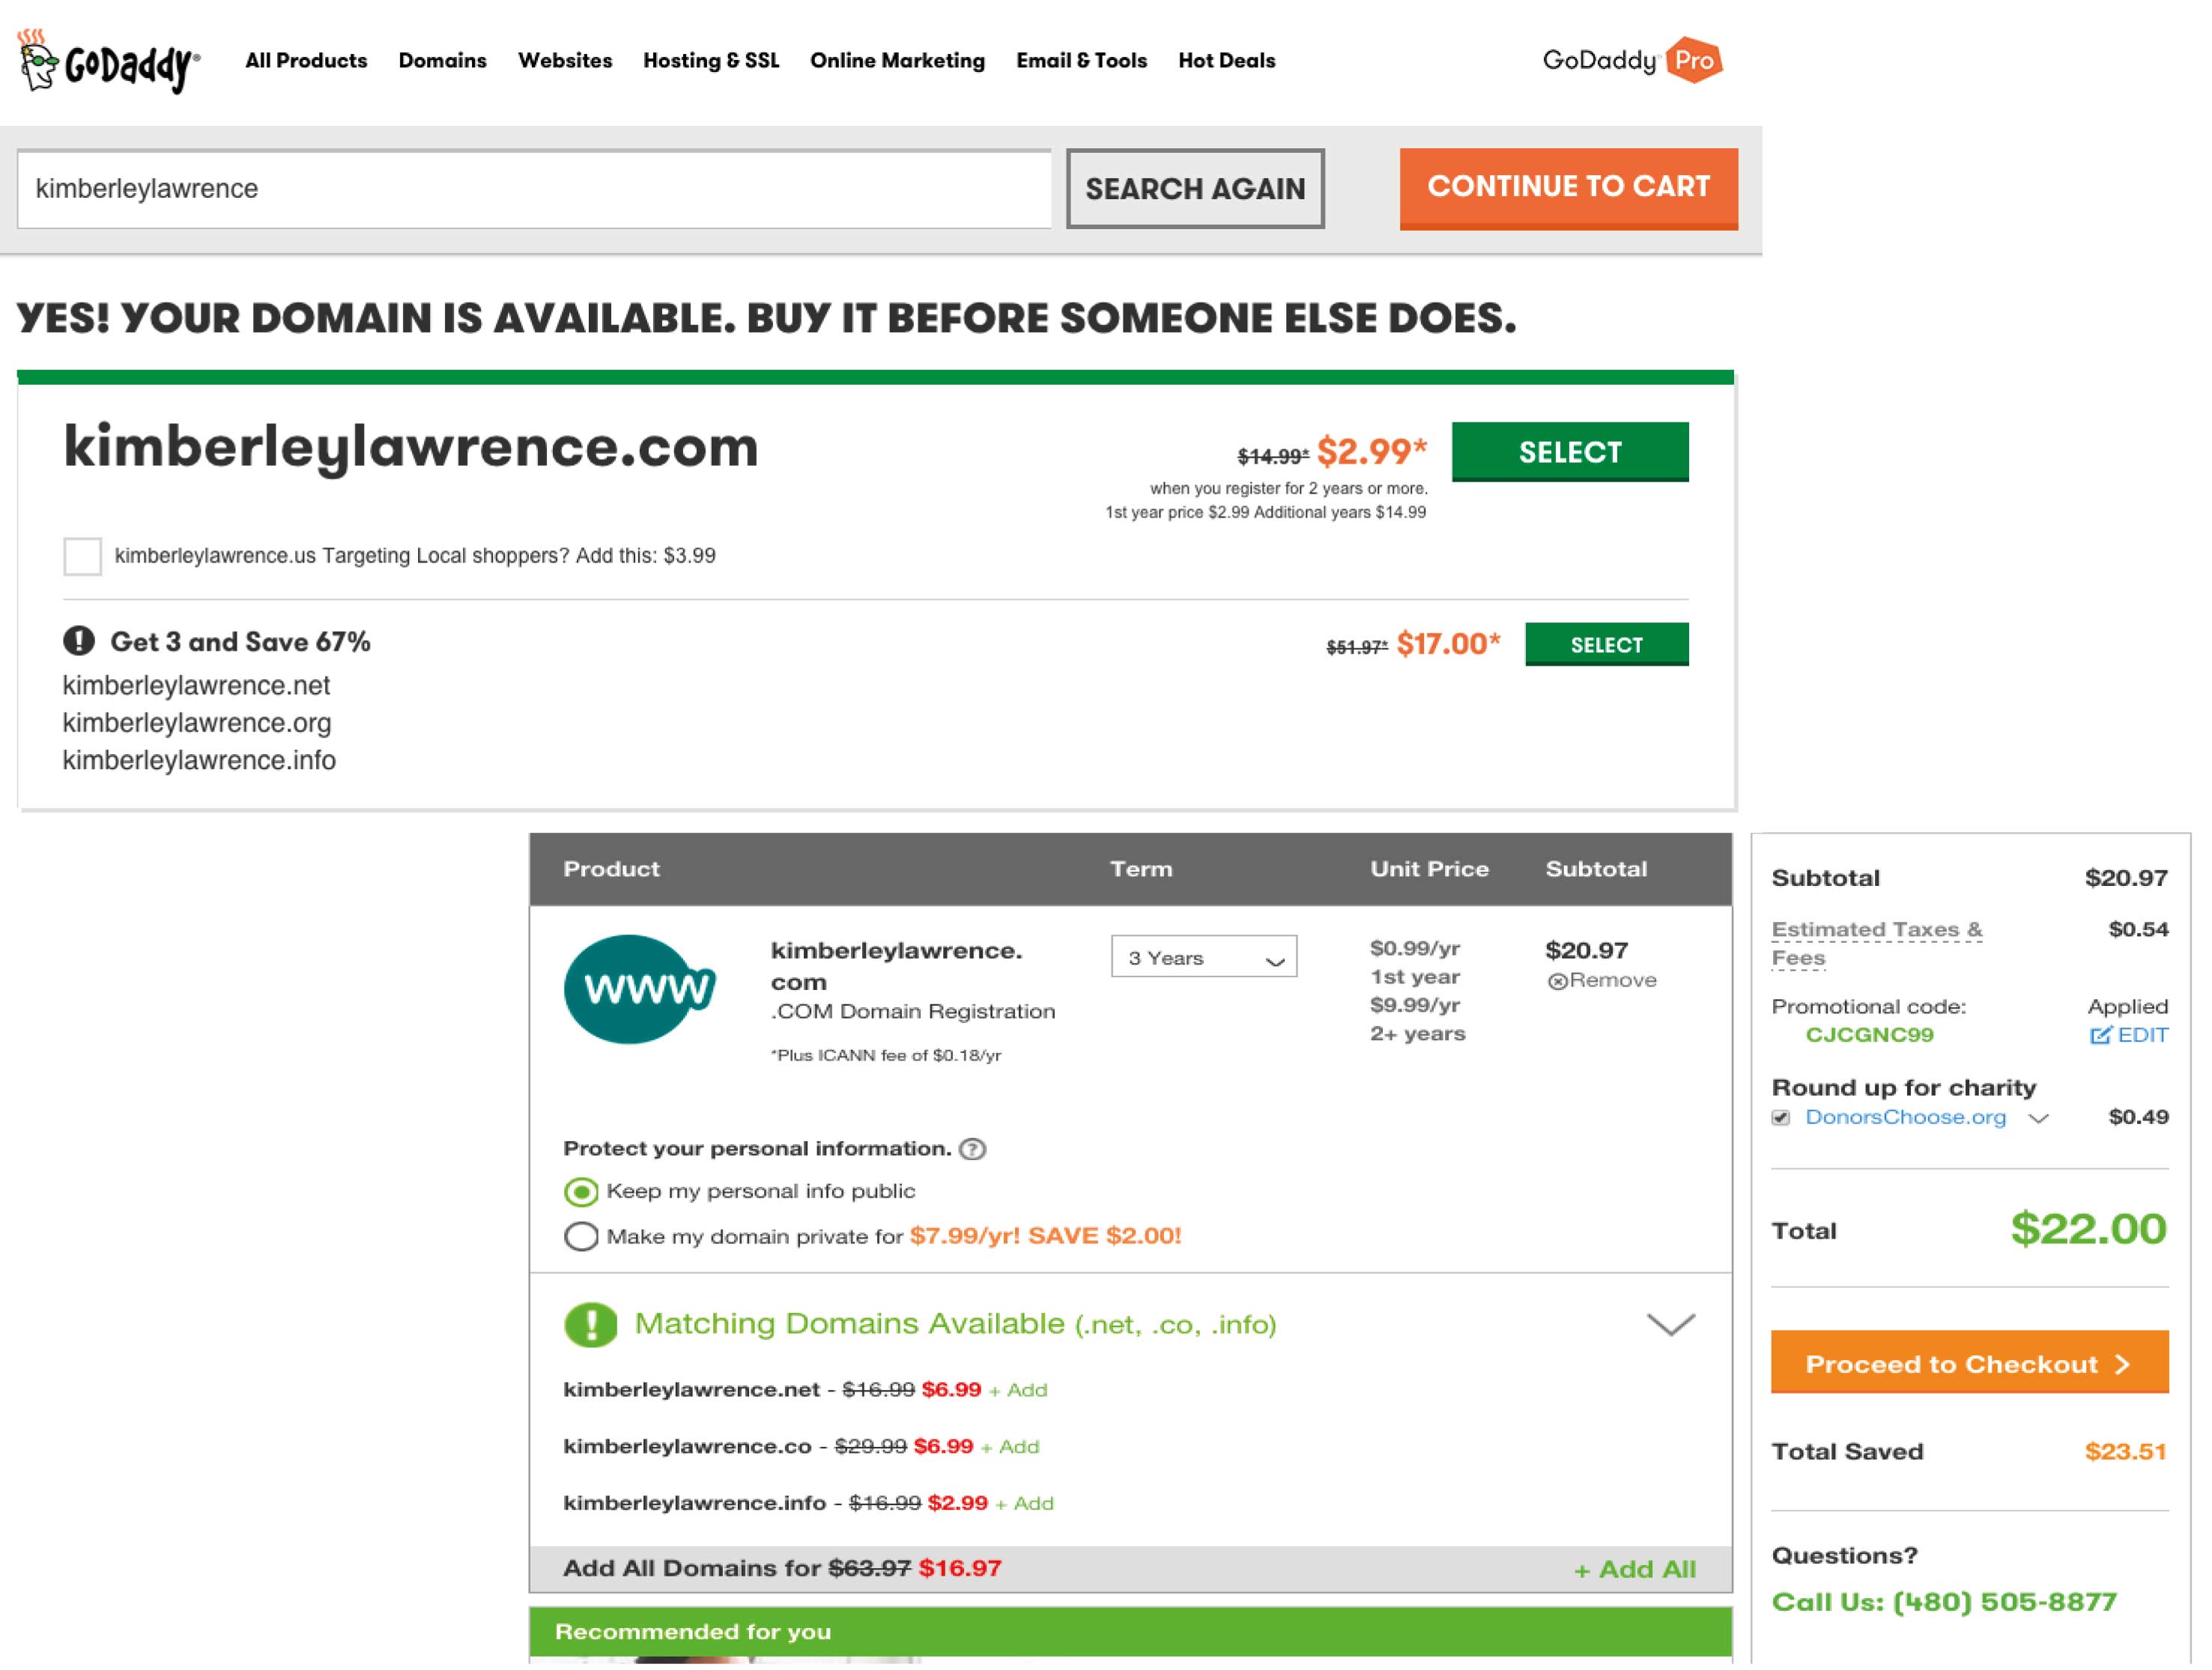 GoDaddy® All Products Domains Websites Hosting & SSL Online Marketing Email & Tools Hot Deals GoDaddy Pro
kimberleylawrence SEARCH AGAIN CONTINUE TO CART
YES! YOUR DOMAIN IS AVAILABLE. BUY IT BEFORE SOMEONE ELSE DOES.
kimberleylawrence.com $14.99* $2.99* SELECT
when you register for 2 years or more.
1st year price $2.99 Additional years $14.99
kimberleylawrence.us Targeting Local shoppers? Add this: $3.99
! Get 3 and Save 67% $51.97* $17.00* SELECT
kimberleylawrence.net
kimberleylawrence.org
kimberleylawrence.info
Product Term Unit Price Subtotal
www
kimberleylawrence.
com
.COM Domain Registration
*Plus ICANN fee of $0.18/yr
3 Years
$0.99/yr
1st year
$9.99/yr
2+ years
$20.97
Remove
Protect your personal information. ?
Keep my personal info public
Make my domain private for $7.99/yr! SAVE $2.00!
! Matching Domains Available (.net, .co, .info)
kimberleylawrence.net - $16.99 $6.99 + Add
kimberleylawrence.co - $29.99 $6.99 + Add
kimberleylawrence.info - $16.99 $2.99 + Add
Add All Domains for $63.97 $16.97 + Add All
Recommended for you
Subtotal $20.97
Estimated Taxes & $0.54
Fees
Promotional code: Applied
CJCGNC99 EDIT
Round up for charity
DonorsChoose.org $0.49
Total $22.00
Proceed to Checkout >
Total Saved $23.51
Questions?
Call Us: (480) 505-8877